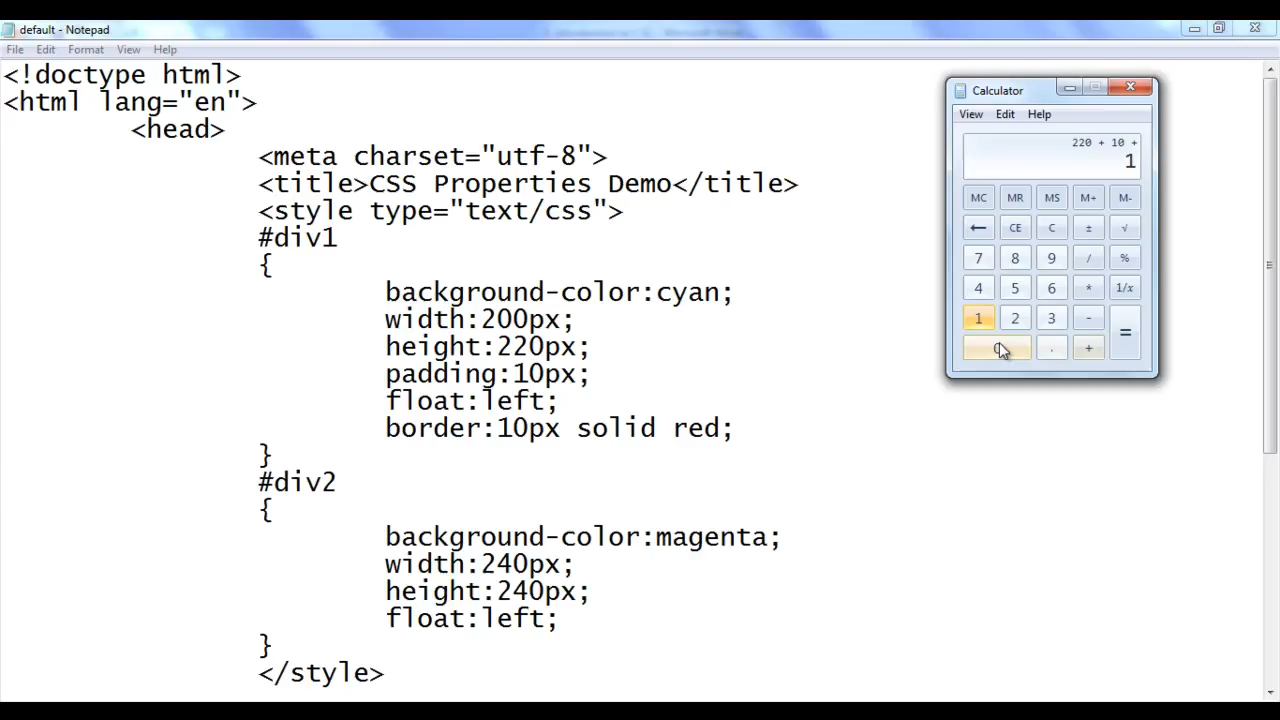 default - Notepad
File Edit Format View Help
<!doctype html>
<html lang="en">
<head>
<meta charset="utf-8">
<title>CSS Properties Demo</title>
<style type="text/css">
#div1
{
background-color:cyan;
width:200px;
height:220px;
padding:10px;
float:left;
border:10px solid red;
}
#div2
{
background-color:magenta;
width:240px;
height:240px;
float:left;
}
</style>
Calculator
View Edit Help
220 + 10 +
1
MC MR MS M+ M-
← CE C ± √
7 8 9 / %
4 5 6 * 1/x
1 2 3 - =
0 . +